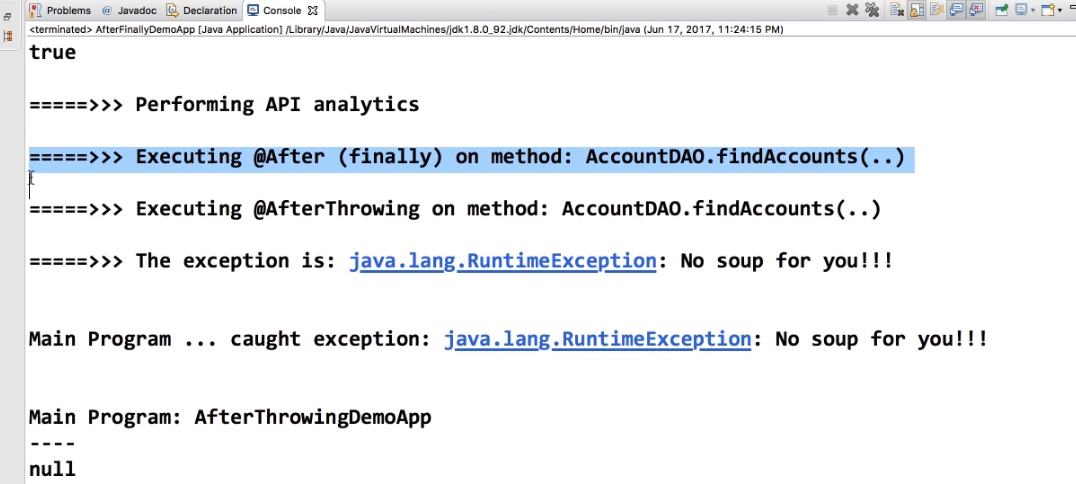 Problems @ Javadoc Declaration Console
<terminated> AfterFinallyDemoApp [Java Application] /Library/Java/JavaVirtualMachines/jdk1.8.0_92.jdk/Contents/Home/bin/java (Jun 17, 2017, 11:24:15 PM)
true
=====>>> Performing API analytics
=====>>> Executing @After (finally) on method: AccountDAO.findAccounts(..)
=====>>> Executing @AfterThrowing on method: AccountDAO.findAccounts(..)
=====>>> The exception is: java.lang.RuntimeException: No soup for you!!!
Main Program ... caught exception: java.lang.RuntimeException: No soup for you!!!
Main Program: AfterThrowingDemoApp
----
null